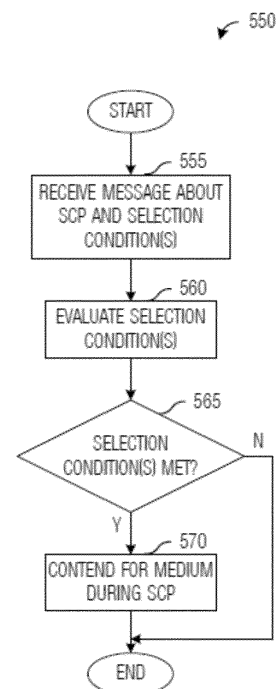 550
START
555
RECEIVE MESSAGE ABOUT
SCP AND SELECTION
CONDITION(S)
560
EVALUATE SELECTION
CONDITION(S)
565
SELECTION
CONDITION(S) MET?
N
Y
570
CONTEND FOR MEDIUM
DURING SCP
END